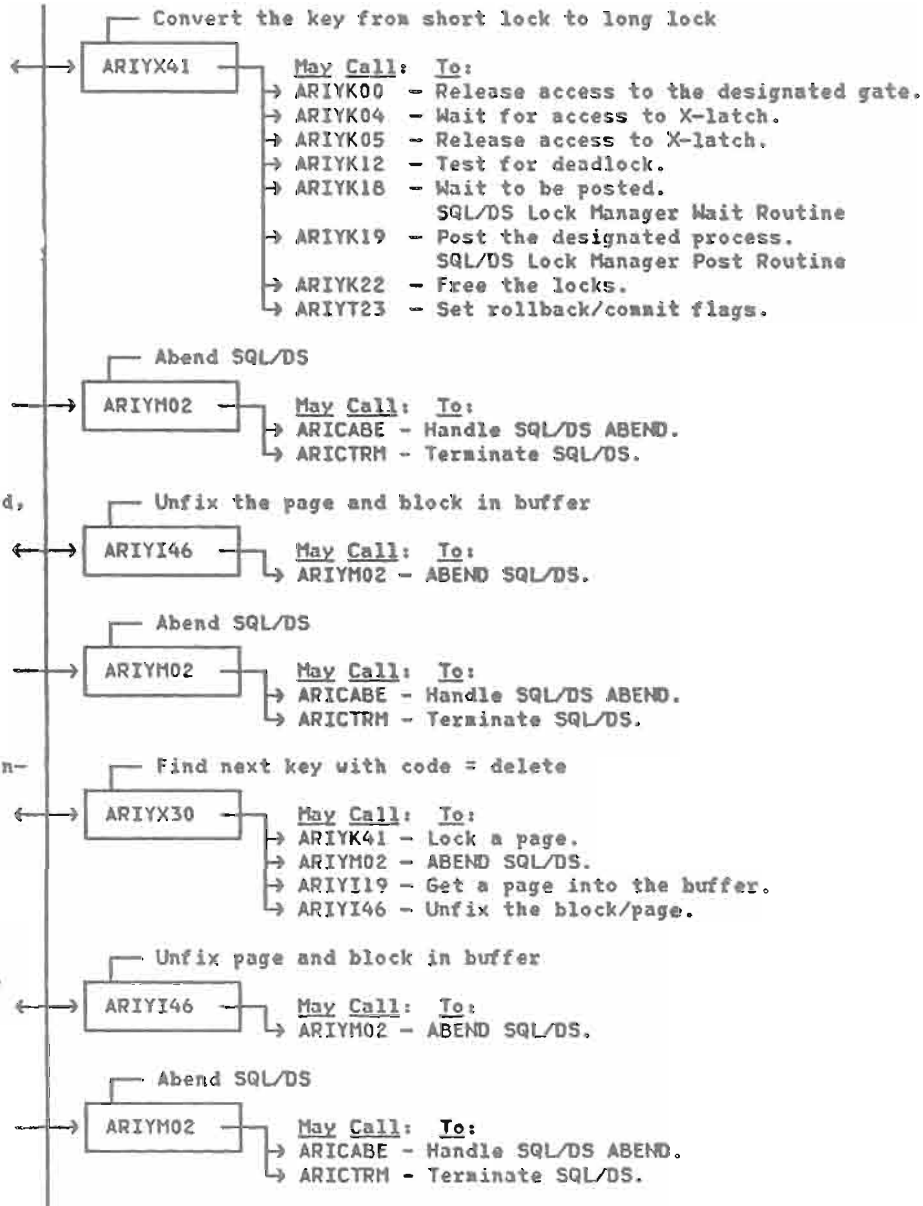 Convert the key from short lock to long lock
ARIYX41
May Call: To:
ARIYK00 - Release access to the designated gate.
ARIYK04 - Wait for access to X-latch.
ARIYK05 - Release access to X-latch.
ARIYK12 - Test for deadlock.
ARIYK18 - Wait to be posted.
SQL/DS Lock Manager Wait Routine
ARIYK19 - Post the designated process.
SQL/DS Lock Manager Post Routine
ARIYK22 - Free the locks.
ARIYT23 - Set rollback/commit flags.
Abend SQL/DS
ARIYM02
May Call: To:
ARICABE - Handle SQL/DS ABEND.
ARICTRM - Terminate SQL/DS.
d,
Unfix the page and block in buffer
ARIYI46
May Call: To:
ARIYM02 - ABEND SQL/DS.
Abend SQL/DS
ARIYM02
May Call: To:
ARICABE - Handle SQL/DS ABEND.
ARICTRM - Terminate SQL/DS.
n-
Find next key with code = delete
ARIYX30
May Call: To:
ARIYK41 - Lock a page.
ARIYM02 - ABEND SQL/DS.
ARIYI19 - Get a page into the buffer.
ARIYI46 - Unfix the block/page.
Unfix page and block in buffer
ARIYI46
May Call: To:
ARIYM02 - ABEND SQL/DS.
Abend SQL/DS
ARIYM02
May Call: To:
ARICABE - Handle SQL/DS ABEND.
ARICTRM - Terminate SQL/DS.